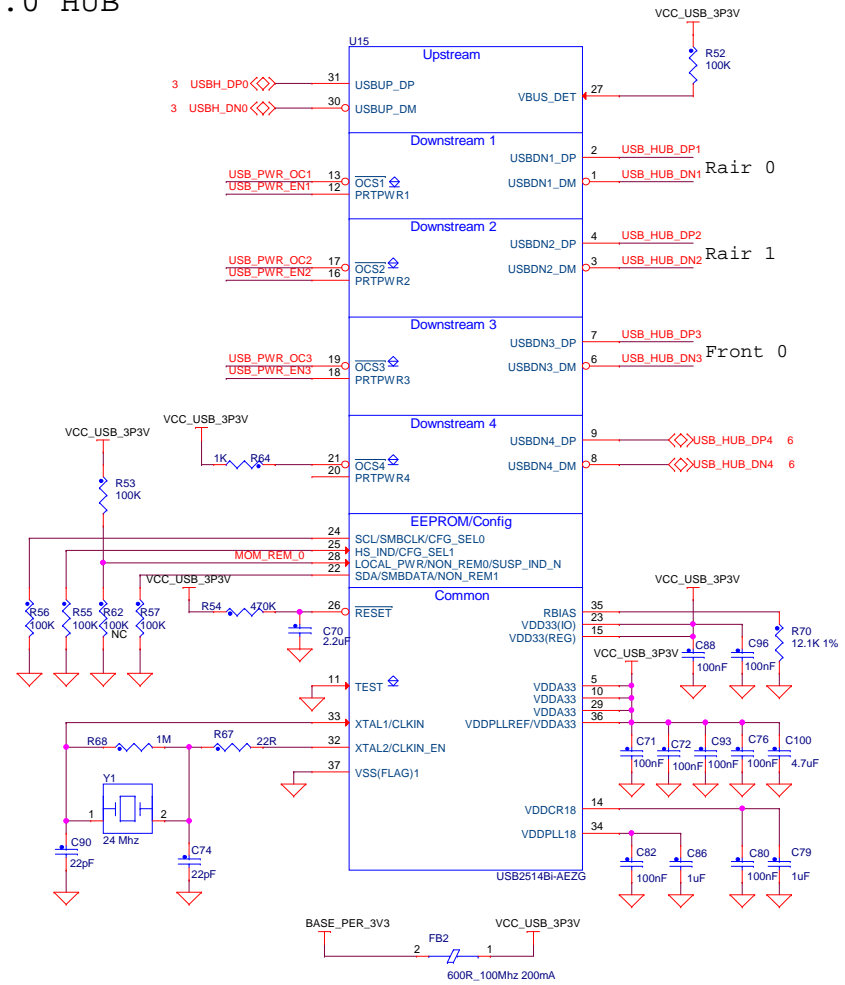 .0 HUB
VCC_USB_3P3V
R52
100K
U15
Upstream
3 USBH_DP0
31
USBUP_DP
3 USBH_DN0
30
USBUP_DM
VBUS_DET
27
Downstream 1
USBDN1_DP
2
USB_HUB_DP1
Rair 0
USB_PWR_OC1
13
OCS1
USBDN1_DM
1
USB_HUB_DN1
USB_PWR_EN1
12
PRTPWR1
Downstream 2
USBDN2_DP
4
USB_HUB_DP2
Rair 1
USB_PWR_OC2
17
OCS2
USBDN2_DM
3
USB_HUB_DN2
USB_PWR_EN2
16
PRTPWR2
Downstream 3
USBDN3_DP
7
USB_HUB_DP3
Front 0
USB_PWR_OC3
19
OCS3
USBDN3_DM
6
USB_HUB_DN3
USB_PWR_EN3
18
PRTPWR3
Downstream 4
VCC_USB_3P3V
VCC_USB_3P3V
USBDN4_DP
9
USB_HUB_DP4 6
1K
R64
21
OCS4
USBDN4_DM
8
USB_HUB_DN4 6
20
PRTPWR4
R53
100K
EEPROM/Config
24
SCL/SMBCLK/CFG_SEL0
25
HS_IND/CFG_SEL1
MOM_REM_0
28
LOCAL_PWR/NON_REM0/SUSP_IND_N
22
SDA/SMBDATA/NON_REM1
VCC_USB_3P3V
Common
VCC_USB_3P3V
R56
100K
R55
100K
R62
100K
NC
R57
100K
R54
470K
26
RESET
C70
2.2uF
RBIAS
35
VDD33(IO)
23
VDD33(REG)
15
R70
12.1K 1%
C88
100nF
C96
100nF
VCC_USB_3P3V
11
TEST
VDDA33
5
VDDA33
10
VDDA33
29
VDDPLLREF/VDDA33
36
33
XTAL1/CLKIN
R68
1M
R67
22R
32
XTAL2/CLKIN_EN
37
VSS(FLAG)1
C71
100nF
C72
100nF
C93
100nF
C76
100nF
C100
4.7uF
Y1
1
2
24 Mhz
C90
22pF
C74
22pF
VDDCR18
14
VDDPLL18
34
C82
100nF
C86
1uF
C80
100nF
C79
1uF
USB2514Bi-AEZG
BASE_PER_3V3
VCC_USB_3P3V
2
FB2
1
600R_100Mhz 200mA